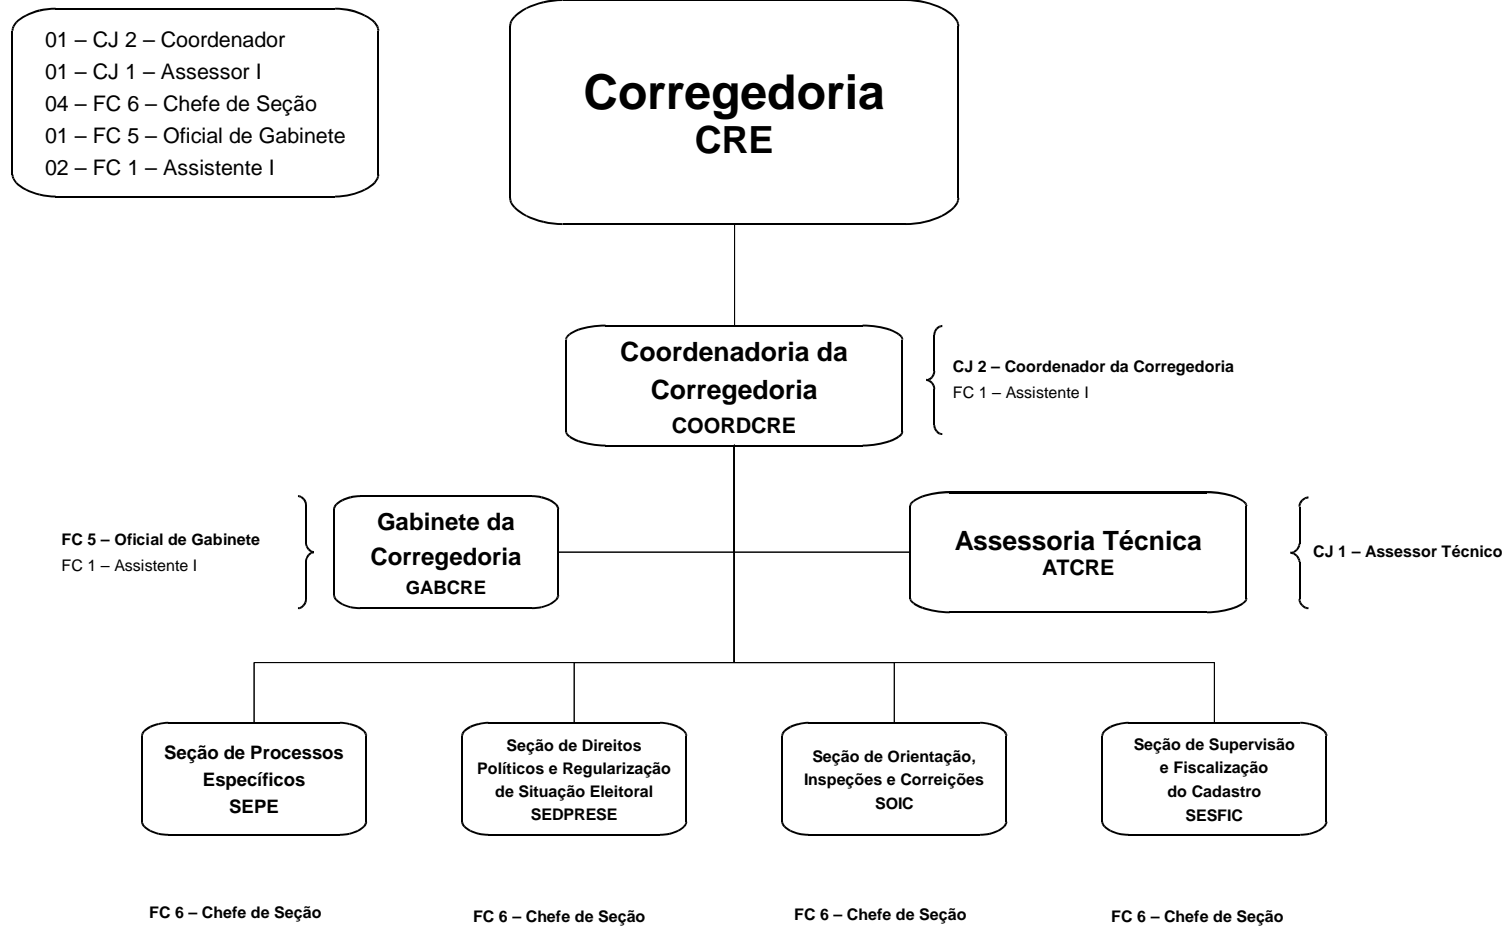 01 – CJ 2 – Coordenador
01 – CJ 1 – Assessor I
04 – FC 6 – Chefe de Seção
01 – FC 5 – Oficial de Gabinete
02 – FC 1 – Assistente I
Corregedoria
CRE
Coordenadoria da
Corregedoria
COORDCRE
CJ 2 – Coordenador da Corregedoria
FC 1 – Assistente I
FC 5 – Oficial de Gabinete
FC 1 – Assistente I
Gabinete da
Corregedoria
GABCRE
Assessoria Técnica
ATCRE
CJ 1 – Assessor Técnico
Seção de Processos
Específicos
SEPE
Seção de Direitos
Políticos e Regularização
de Situação Eleitoral
SEDPRESE
Seção de Orientação,
Inspeções e Correições
SOIC
Seção de Supervisão
e Fiscalização
do Cadastro
SESFIC
FC 6 – Chefe de Seção
FC 6 – Chefe de Seção
FC 6 – Chefe de Seção
FC 6 – Chefe de Seção